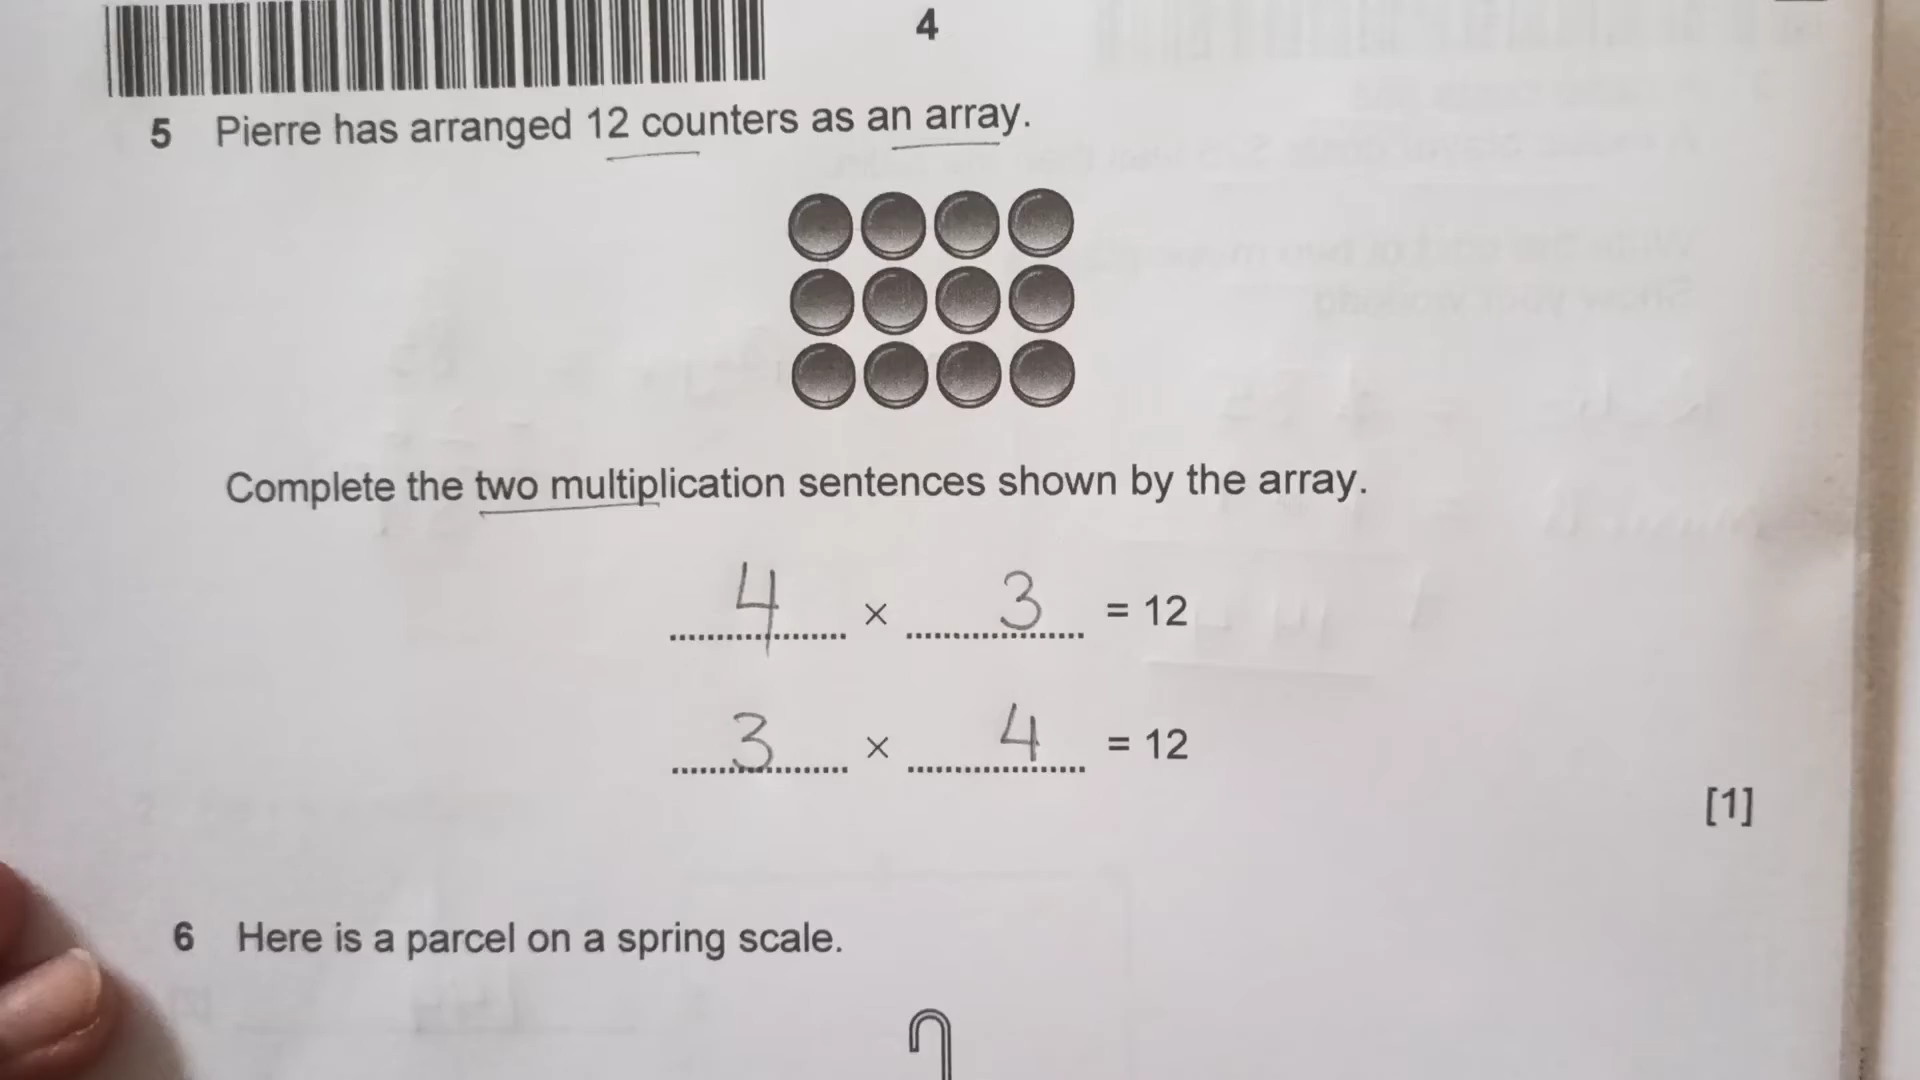 4
5 Pierre has arranged 12 counters as an array.
Complete the two multiplication sentences shown by the array.
4 × 3 = 12
3 × 4 = 12
[1]
6 Here is a parcel on a spring scale.